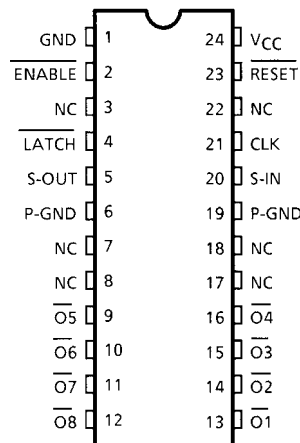 GND 1 24 VCC
ENABLE 2 23 RESET
NC 3 22 NC
LATCH 4 21 CLK
S-OUT 5 20 S-IN
P-GND 6 19 P-GND
NC 7 18 NC
NC 8 17 NC
O5 9 16 O4
O6 10 15 O3
O7 11 14 O2
O8 12 13 O1